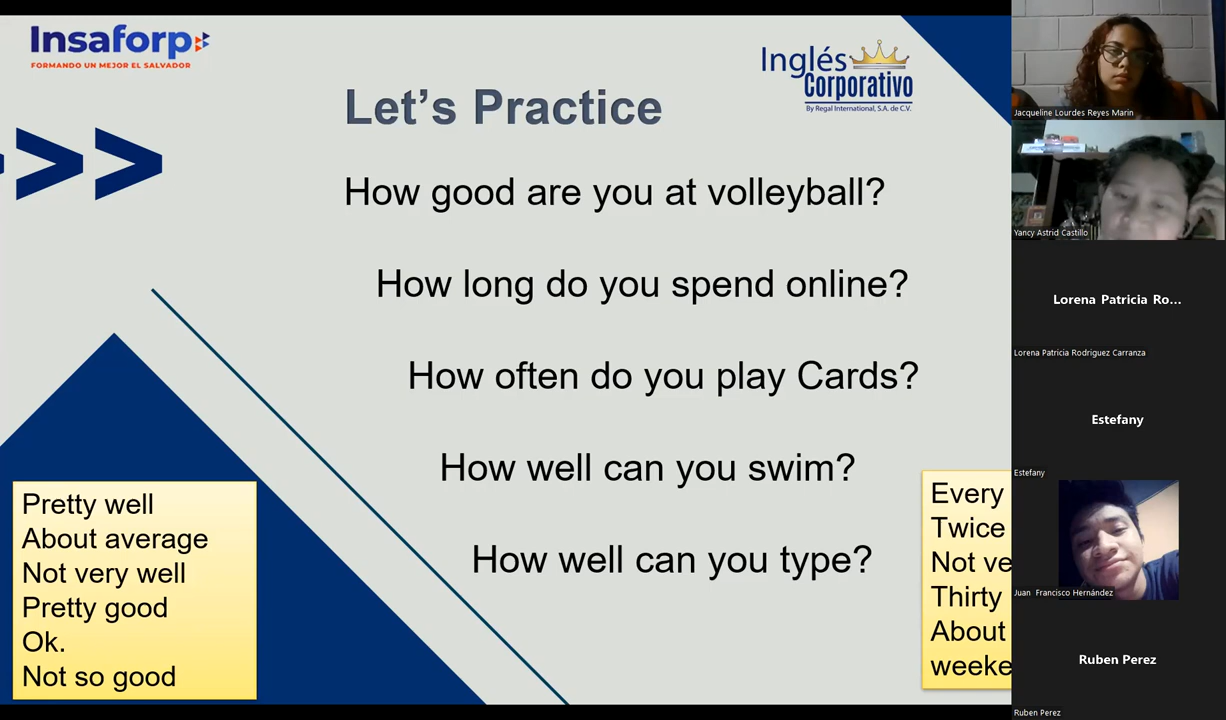 Insaforp
FORMANDO UN MEJOR EL SALVADOR
Inglés
Corporativo
By Regal International, S.A. de C.V.
Let’s Practice
>>
How good are you at volleyball?
How long do you spend online?
How often do you play Cards?
How well can you swim?
How well can you type?
Pretty well
About average
Not very well
Pretty good
Ok.
Not so good
Every
Twice
Not ve
Thirty
About
weeke
Jacqueline Lourdes Reyes Marin
Yancy Astrid Castillo
Lorena Patricia Ro...
Lorena Patricia Rodriguez Carranza
Estefany
Estefany
Juan Francisco Hernández
Ruben Perez
Ruben Perez